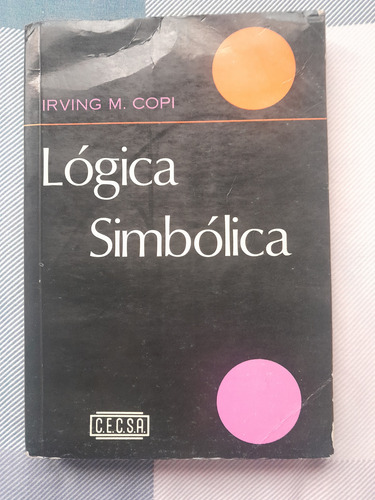 IRVING M. COPI
Lógica
Simbólica
C.E.C.S.A.